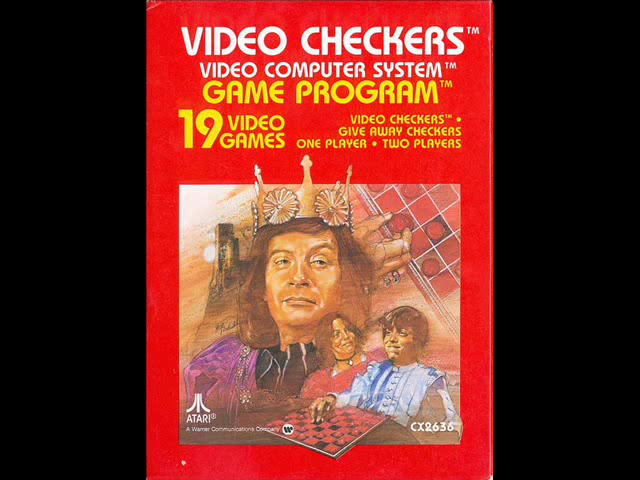 VIDEO CHECKERS™
VIDEO COMPUTER SYSTEM™
GAME PROGRAM™
19 VIDEO GAMES
VIDEO CHECKERS™ •
GIVE AWAY CHECKERS
ONE PLAYER • TWO PLAYERS
ATARI®
A Warner Communications Company
CX2636